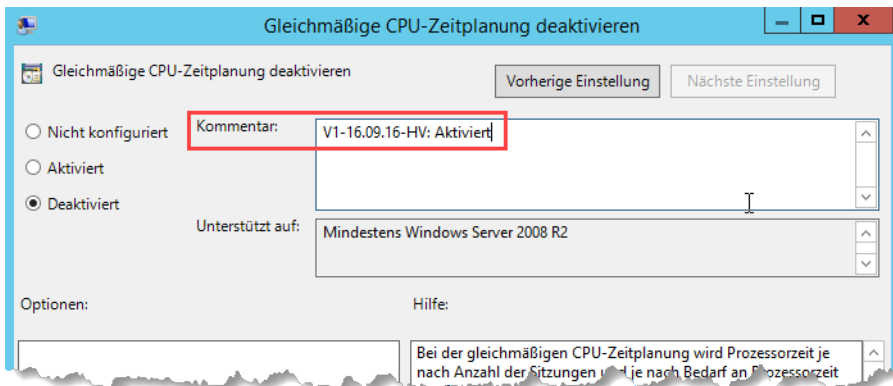 Gleichmäßige CPU-Zeitplanung deaktivieren
Gleichmäßige CPU-Zeitplanung deaktivieren
Vorherige Einstellung
Nächste Einstellung
Nicht konfiguriert
Aktiviert
Deaktiviert
Kommentar:
V1-16.09.16-HV: Aktiviert
Unterstützt auf:
Mindestens Windows Server 2008 R2
Optionen:
Hilfe:
Bei der gleichmäßigen CPU-Zeitplanung wird Prozessorzeit je
nach Anzahl der Sitzungen und je nach Bedarf an Prozessorzeit